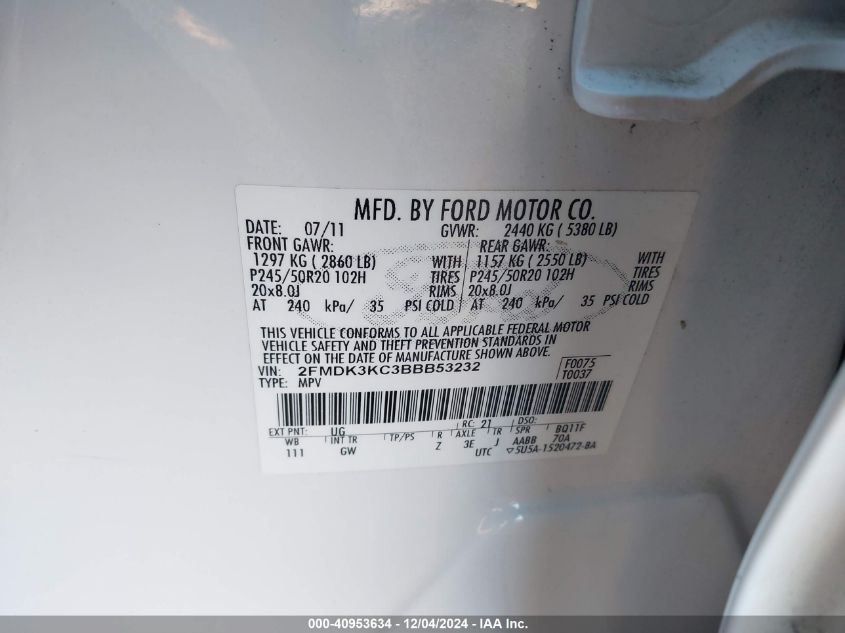 MFD. BY FORD MOTOR CO.
DATE: 07/11 GVWR: 2440 KG ( 5380 LB)
FRONT GAWR: REAR GAWR:
1297 KG ( 2860 LB) WITH 1157 KG ( 2550 LB) WITH
P245/50R20 102H TIRES P245/50R20 102H TIRES
20x8.0J RIMS 20x8.0J RIMS
AT 240 kPa/ 35 PSI COLD AT 240 kPa/ 35 PSI COLD
THIS VEHICLE CONFORMS TO ALL APPLICABLE FEDERAL MOTOR
VEHICLE SAFETY AND THEFT PREVENTION STANDARDS IN
EFFECT ON THE DATE OF MANUFACTURE SHOWN ABOVE.
VIN: 2FMDK3KC3BBB53232 F0075
TYPE: MPV T0037
EXT PNT: UG RC: 21 DSO:
WB INT TR TP/PS R AXLE TR SPR BQ11F
111 GW Z 3E J AABB 70A
UTC ▽5U5A-1520472-BA
000-40953634 - 12/04/2024 - IAA Inc.